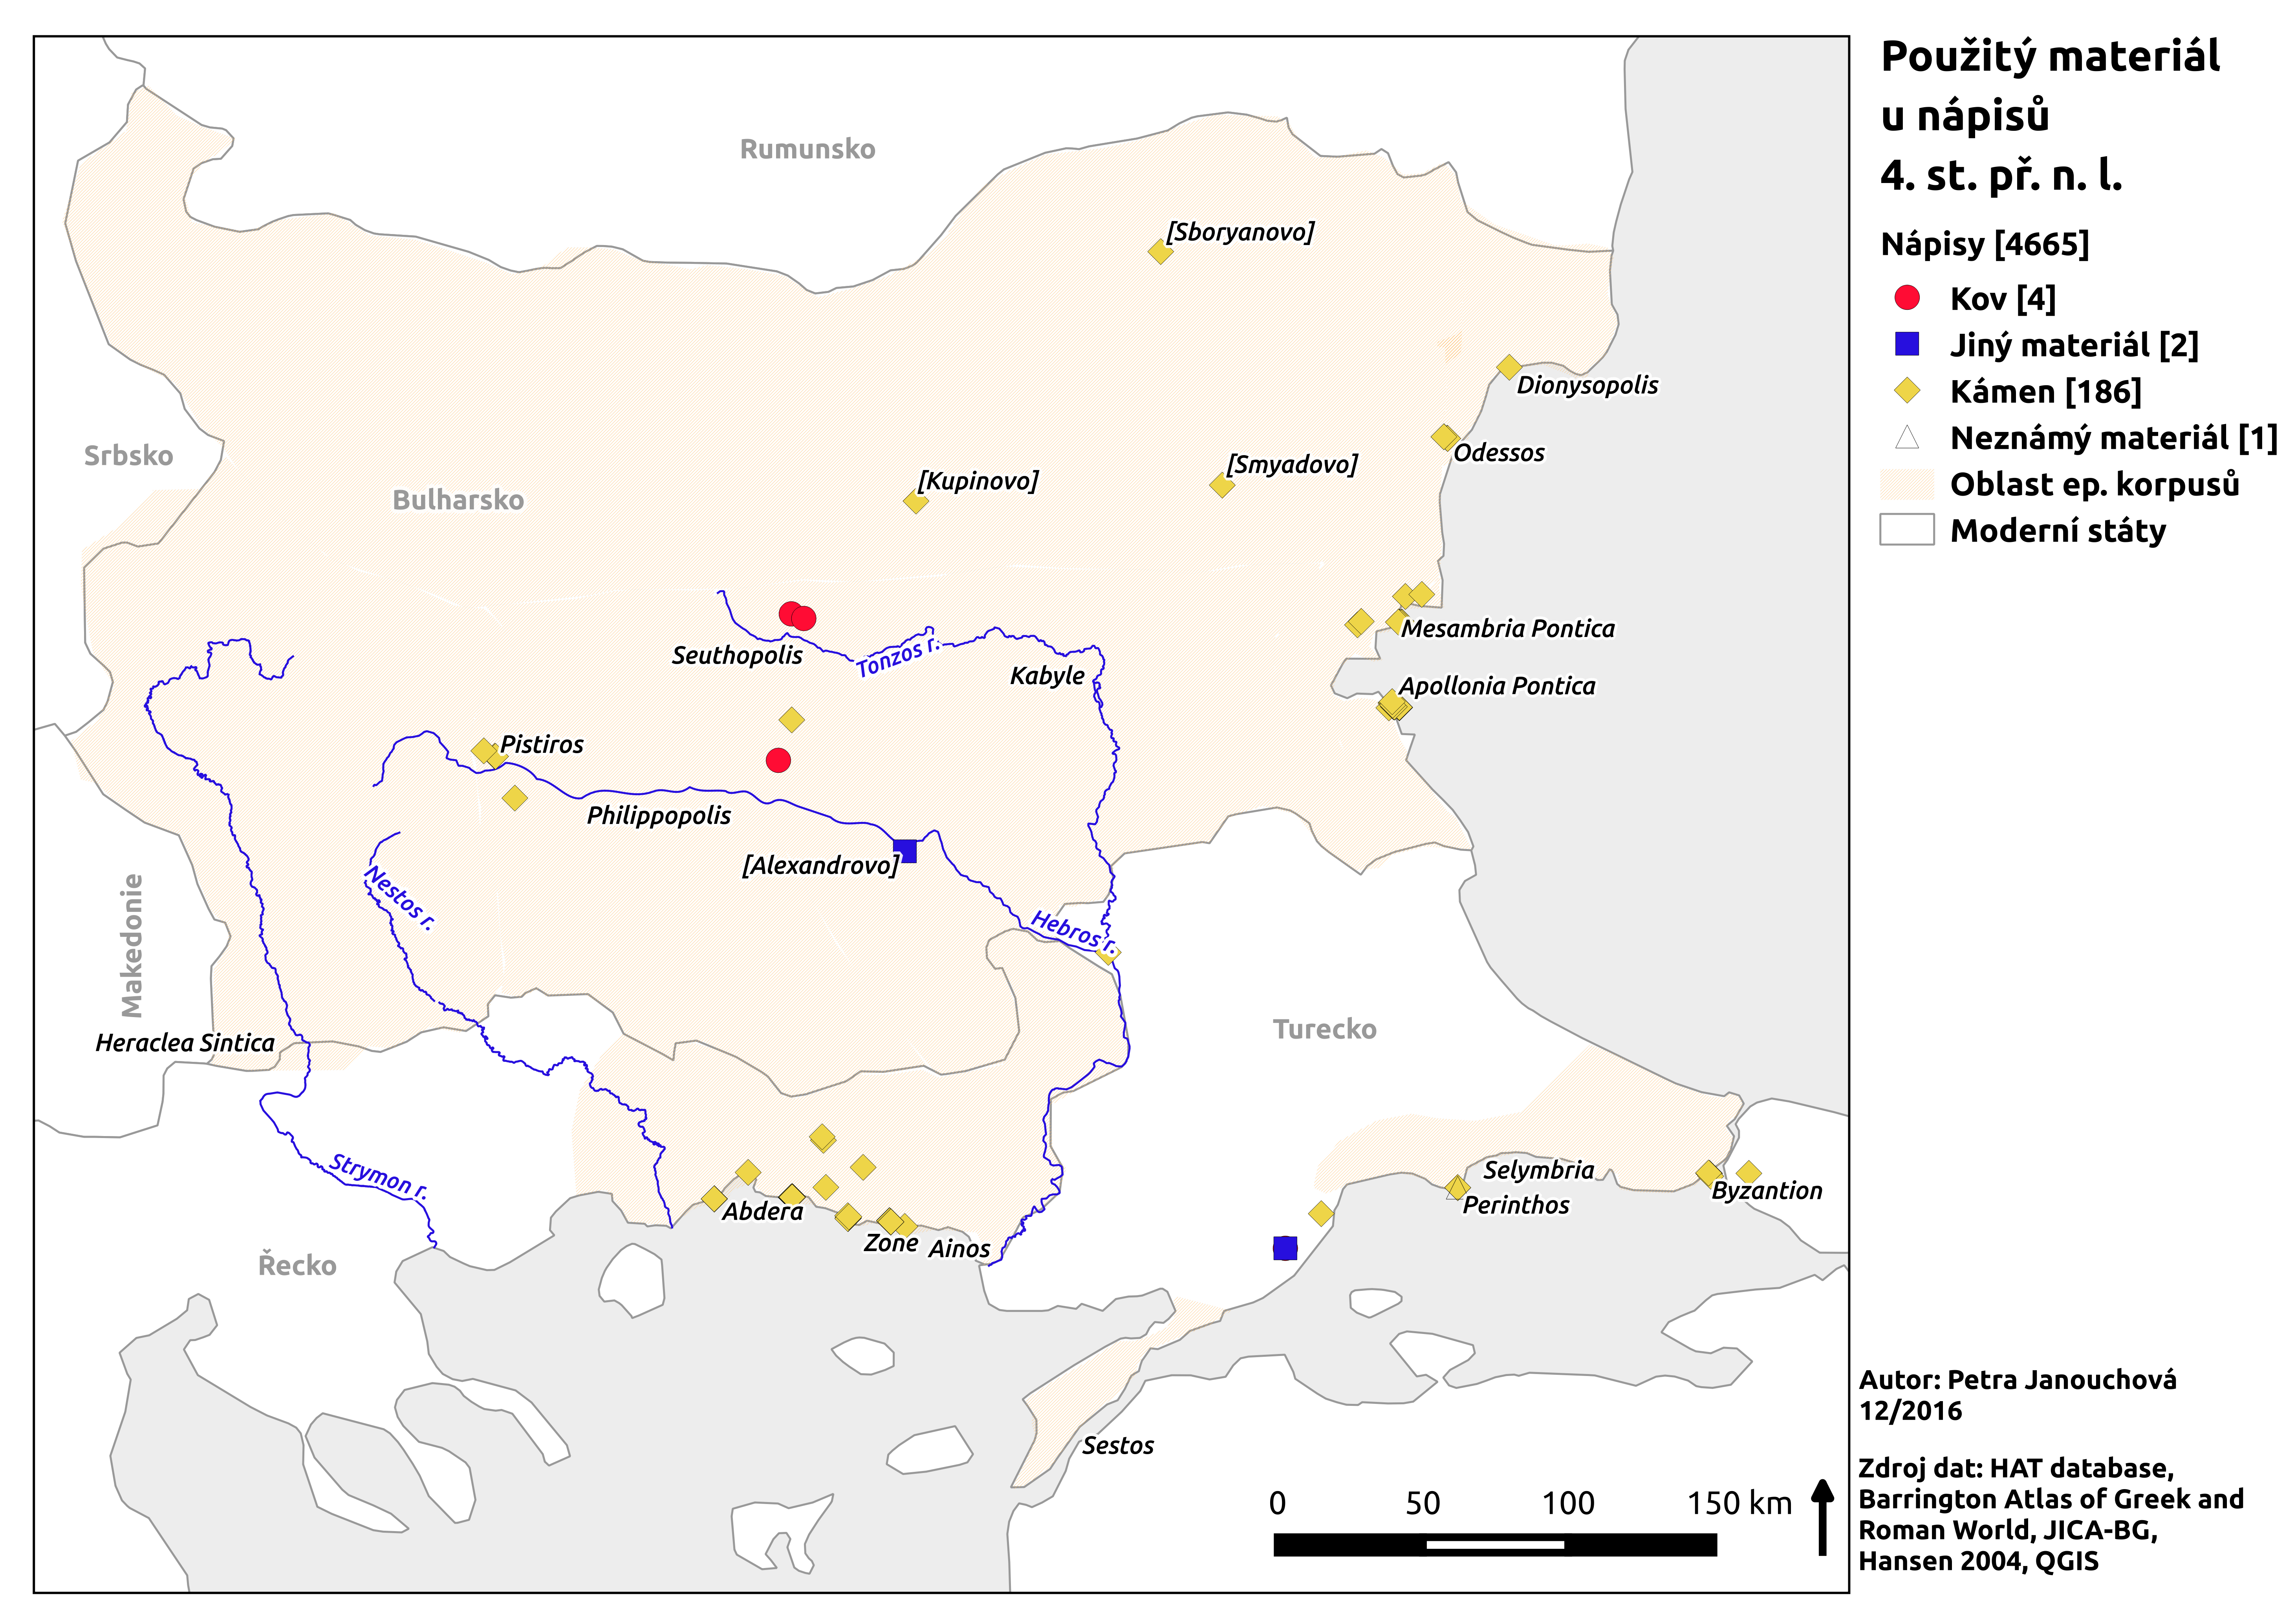 Použitý materiál
u nápisů
4. st. př. n. l.
Nápisy [4665]
Kov [4]
Jiný materiál [2]
Kámen [186]
Neznámý materiál [1]
Oblast ep. korpusů
Moderní státy
Rumunsko
[Sboryanovo]
Dionysopolis
Srbsko
Odessos
[Smyadovo]
[Kupinovo]
Bulharsko
Mesambria Pontica
Seuthopolis
Tonzos r.
Kabyle
Apollonia Pontica
Pistiros
Philippopolis
[Alexandrovo]
Nestos r.
Hebros r.
Makedonie
Turecko
Heraclea Sintica
Strymon r.
Selymbria
Byzantion
Perinthos
Abdera
Zone
Ainos
Řecko
Sestos
0 50 100 150 km
Autor: Petra Janouchová
12/2016
Zdroj dat: HAT database,
Barrington Atlas of Greek and
Roman World, JICA-BG,
Hansen 2004, QGIS